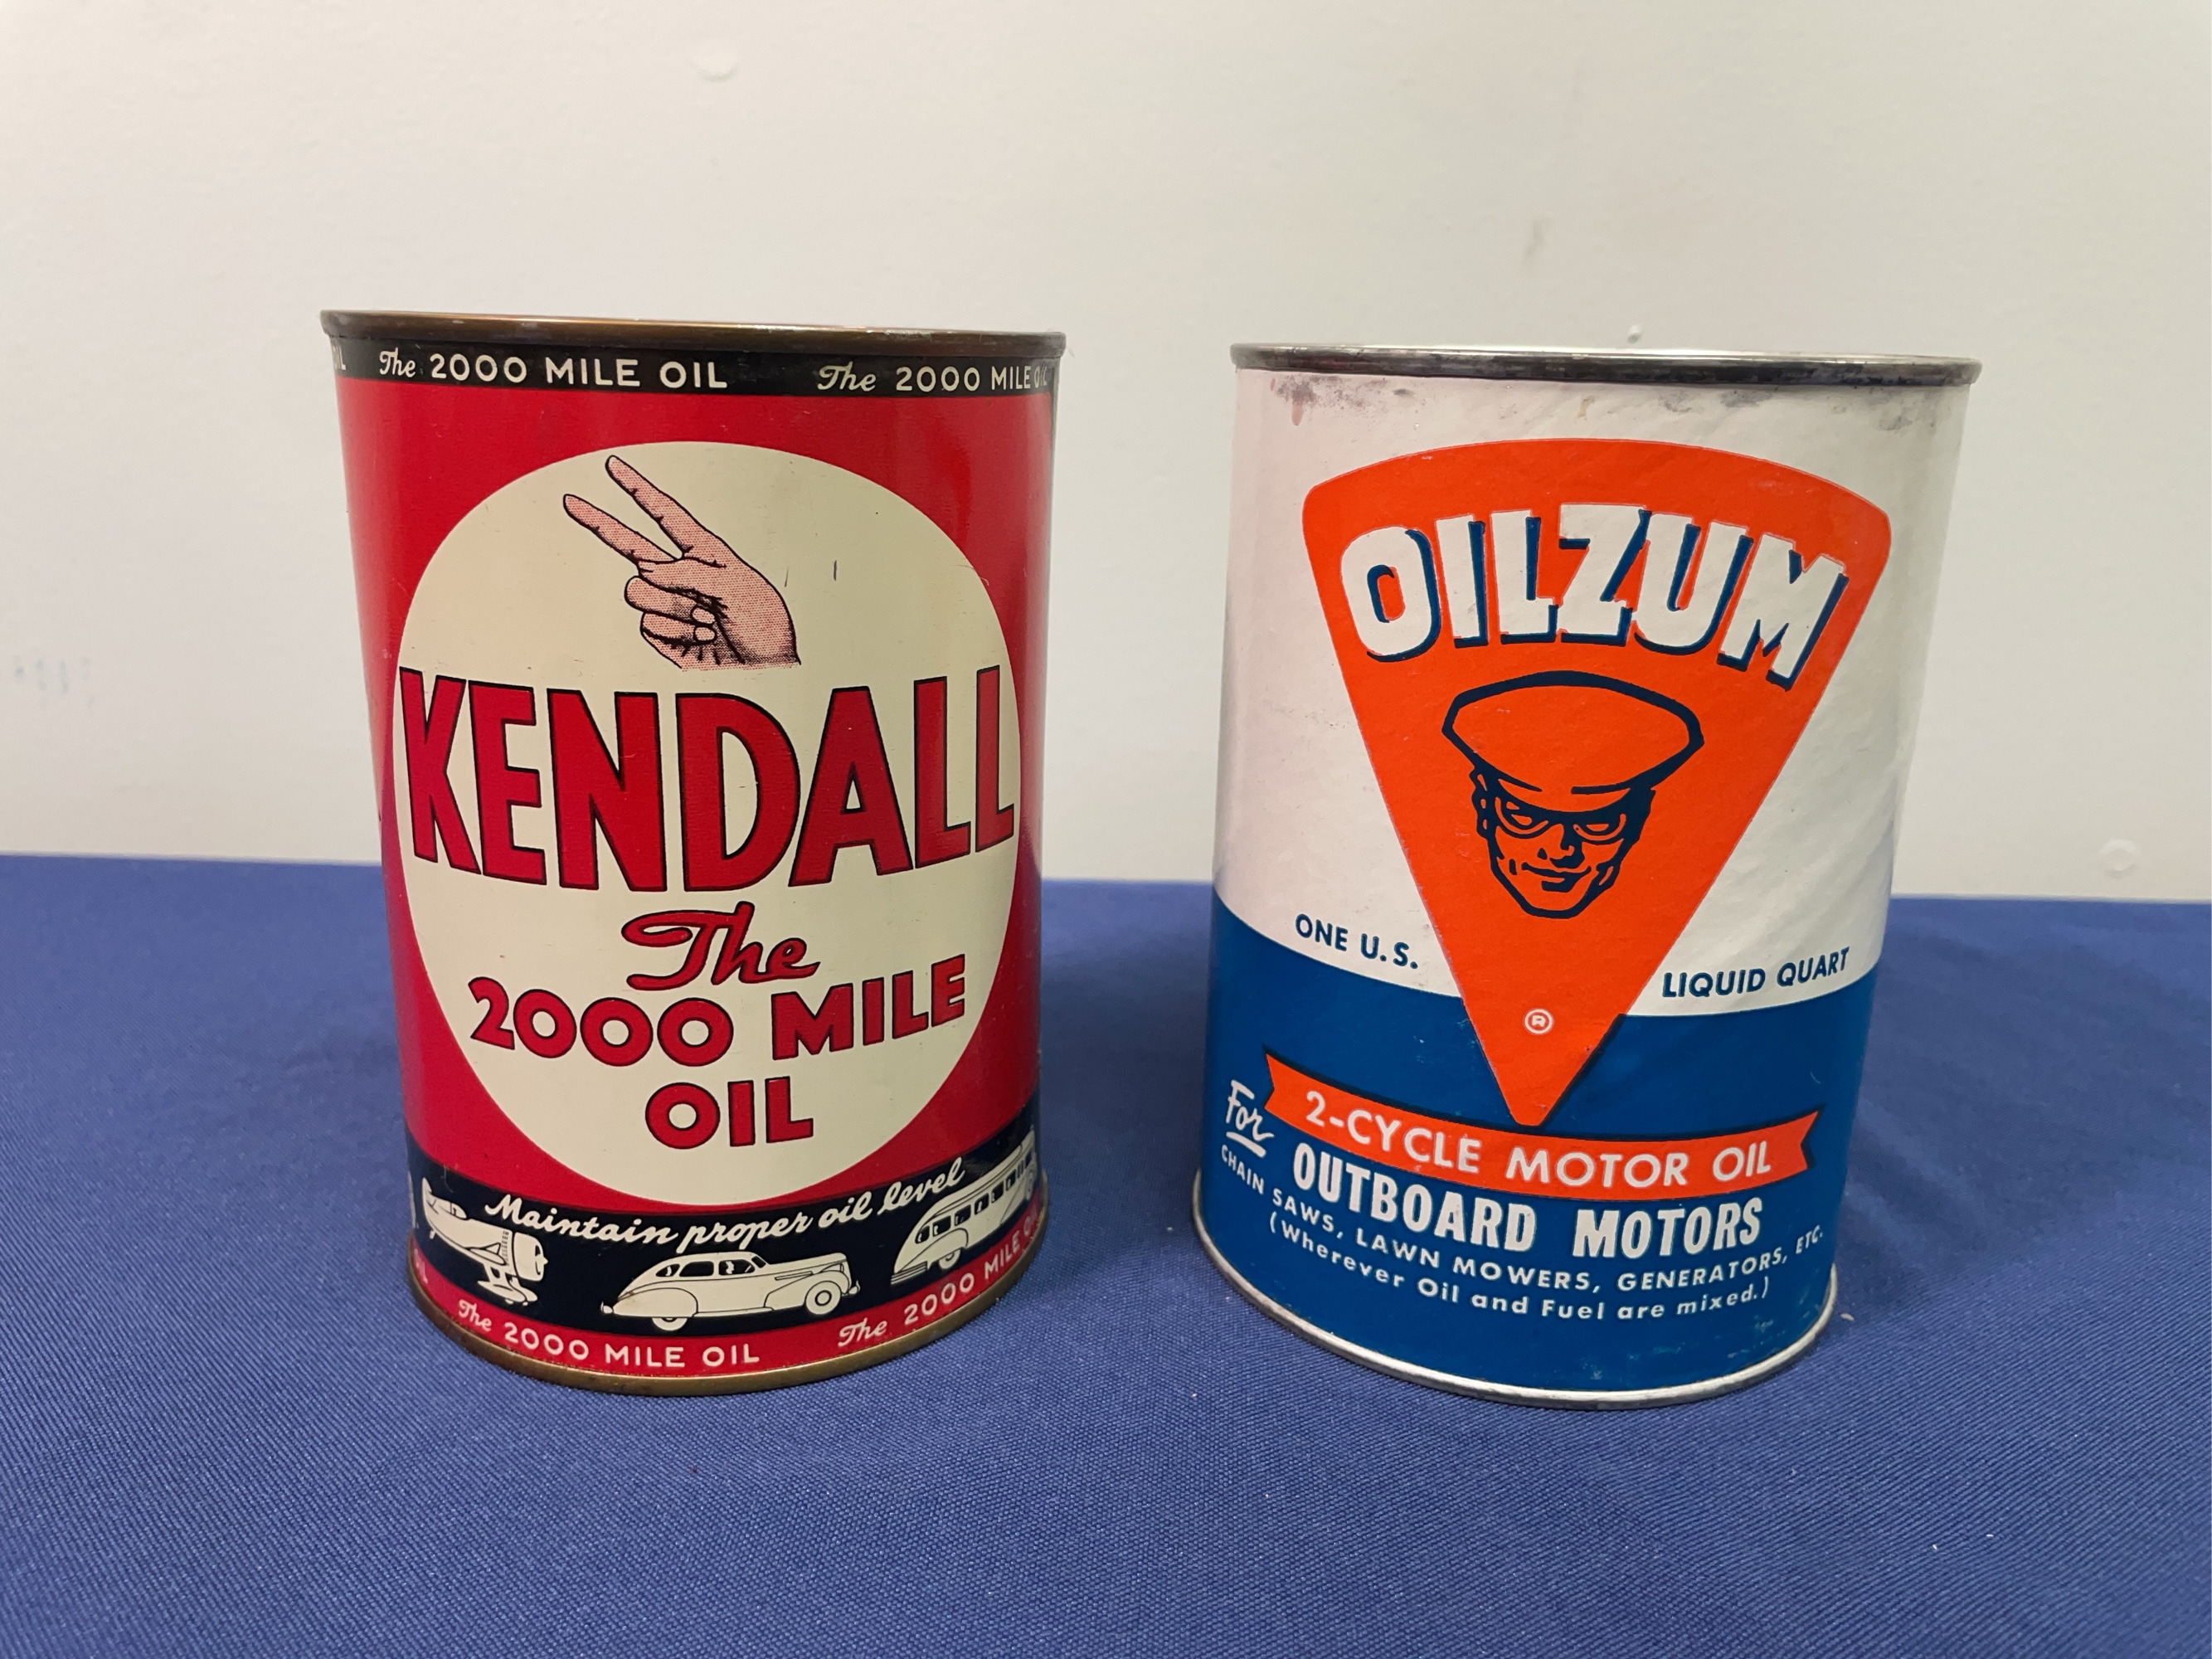 The 2000 MILE OIL The 2000 MILE OIL
KENDALL
The
2000 MILE
OIL
Maintain proper oil level
The 2000 MILE OIL The 2000 MILE
OILZUM
ONE U.S. LIQUID QUART
®
For 2-CYCLE MOTOR OIL
OUTBOARD MOTORS
CHAIN SAWS, LAWN MOWERS, GENERATORS, ETC.
(Wherever Oil and Fuel are mixed.)